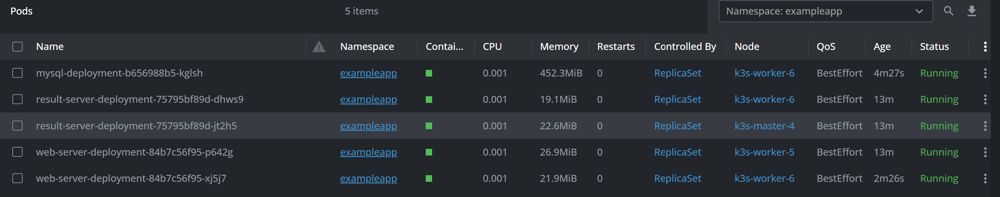 Pods 5 items Namespace: exampleapp
Name Namespace Contai... CPU Memory Restarts Controlled By Node QoS Age Status
mysql-deployment-b656988b5-kglsh exampleapp 0.001 452.3MiB 0 ReplicaSet k3s-worker-6 BestEffort 4m27s Running
result-server-deployment-75795bf89d-dhws9 exampleapp 0.001 19.1MiB 0 ReplicaSet k3s-worker-6 BestEffort 13m Running
result-server-deployment-75795bf89d-jt2h5 exampleapp 0.001 22.6MiB 0 ReplicaSet k3s-master-4 BestEffort 13m Running
web-server-deployment-84b7c56f95-p642g exampleapp 0.001 26.9MiB 0 ReplicaSet k3s-worker-5 BestEffort 13m Running
web-server-deployment-84b7c56f95-xj5j7 exampleapp 0.001 21.9MiB 0 ReplicaSet k3s-worker-6 BestEffort 2m26s Running